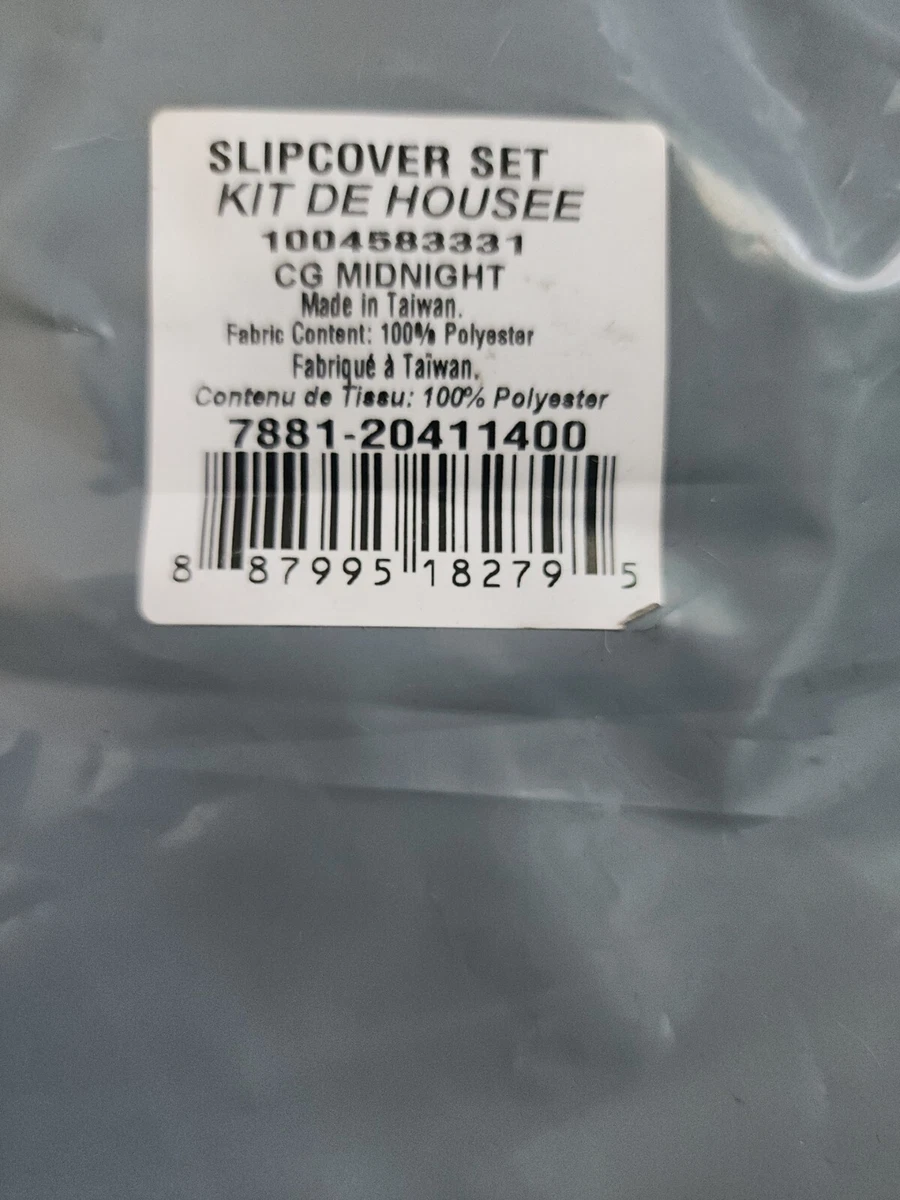 SLIPCOVER SET
KIT DE HOUSEE
1004583331
CG MIDNIGHT
Made in Taiwan.
Fabric Content: 100% Polyester
Fabriqué à Taïwan.
Contenu de Tissu: 100% Polyester
7881-20411400
8 87995 18279 5